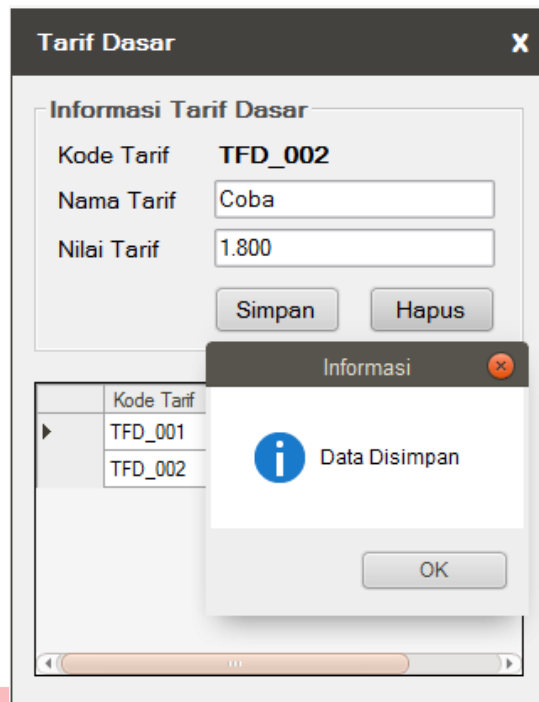 Tarif Dasar X
Informasi Tarif Dasar
Kode Tarif TFD_002
Nama Tarif Coba
Nilai Tarif 1.800
Simpan Hapus
Informasi
Kode Tarif
TFD_001
TFD_002
Data Disimpan
OK